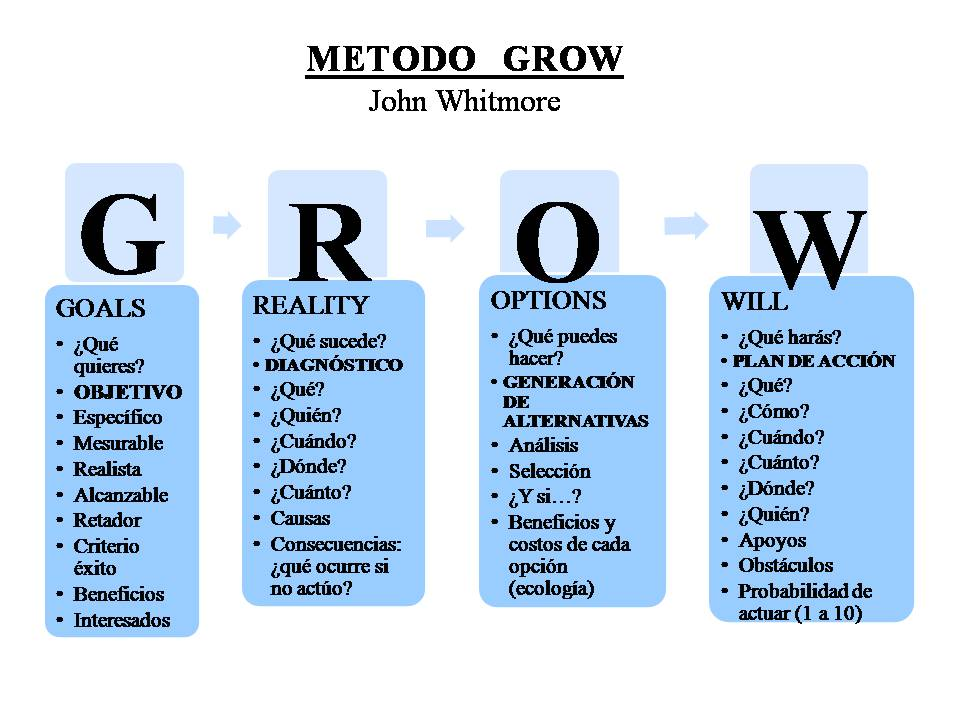 METODO GROW
John Whitmore
G
GOALS
• ¿Qué
quieres?
• OBJETIVO
• Específico
• Mesurable
• Realista
• Alcanzable
• Retador
• Criterio
éxito
• Beneficios
• Interesados
R
REALITY
• ¿Qué sucede?
• DIAGNÓSTICO
• ¿Qué?
• ¿Quién?
• ¿Cuándo?
• ¿Dónde?
• ¿Cuánto?
• Causas
• Consecuencias:
¿qué ocurre si
no actúo?
O
OPTIONS
• ¿Qué puedes
hacer?
• GENERACIÓN
DE
ALTERNATIVAS
• Análisis
• Selección
• ¿Y si…?
• Beneficios y
costos de cada
opción
(ecología)
W
WILL
• ¿Qué harás?
• PLAN DE ACCIÓN
• ¿Qué?
• ¿Cómo?
• ¿Cuándo?
• ¿Cuánto?
• ¿Dónde?
• ¿Quién?
• Apoyos
• Obstáculos
• Probabilidad de
actuar (1 a 10)